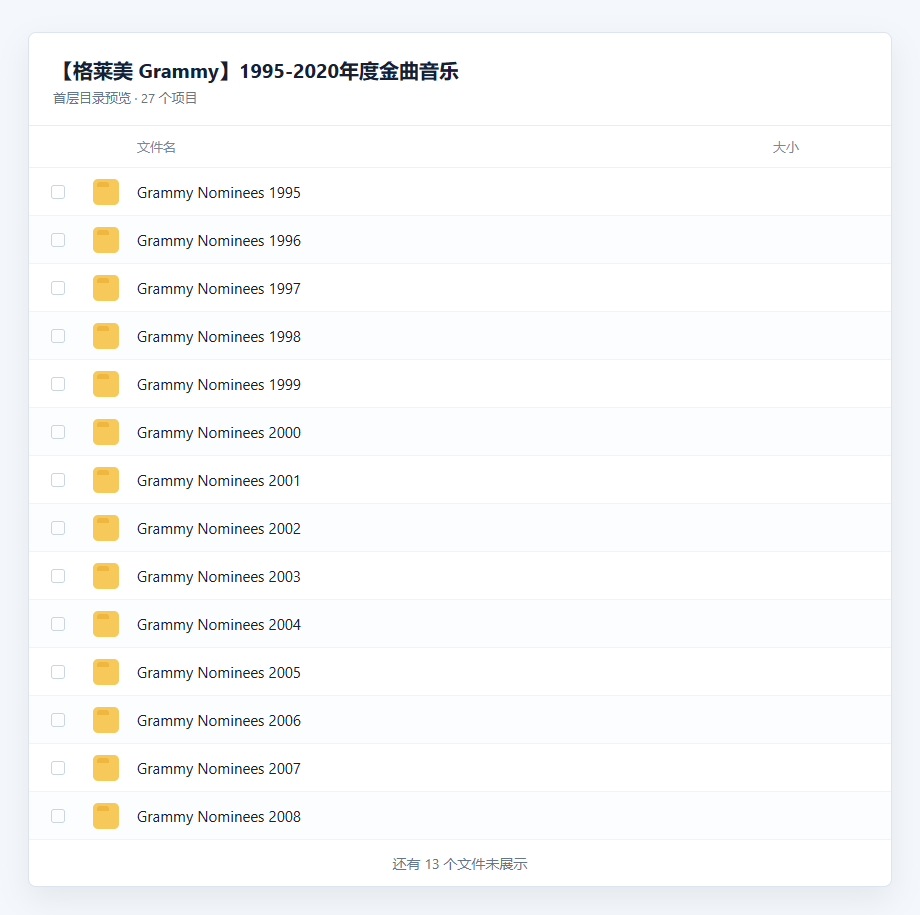 【格莱美 Grammy】1995-2020年度金曲音乐
首层目录预览 · 27 个项目
文件名 大小
Grammy Nominees 1995
Grammy Nominees 1996
Grammy Nominees 1997
Grammy Nominees 1998
Grammy Nominees 1999
Grammy Nominees 2000
Grammy Nominees 2001
Grammy Nominees 2002
Grammy Nominees 2003
Grammy Nominees 2004
Grammy Nominees 2005
Grammy Nominees 2006
Grammy Nominees 2007
Grammy Nominees 2008
还有 13 个文件未展示